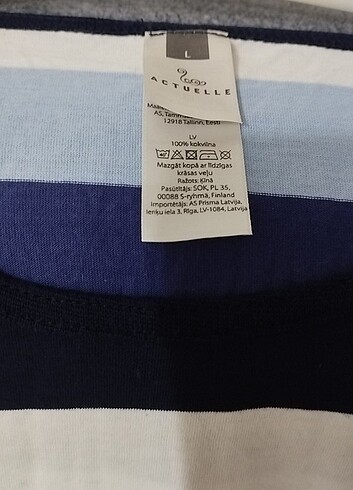 L
ACTUELLE
AS, Tamm
12918 Tallinn, Eesti
LV
100% kokvilna
Mazgāt kopā ar līdzīgas
krāsas veļu
Ražots: Ķīnā
Pasūtītājs: SOK, PL 35,
00088 S-ryhmä, Finland
Importētājs: AS Prisma Latvija,
Ieriķu iela 3, Rīga, LV-1084, Latvija